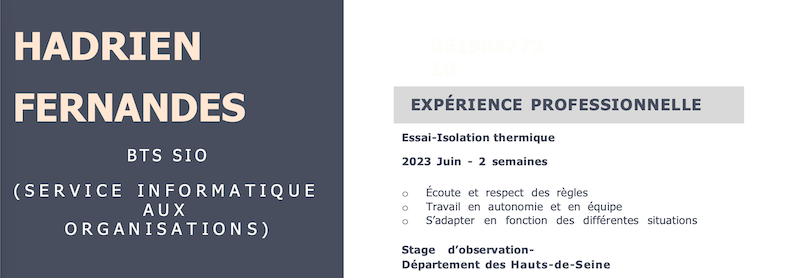 HADRIEN
FERNANDES
BTS SIO
(SERVICE INFORMATIQUE
AUX
ORGANISATIONS)
EXPÉRIENCE PROFESSIONNELLE
Essai-Isolation thermique
2023 Juin - 2 semaines
o Écoute et respect des règles
o Travail en autonomie et en équipe
o S’adapter en fonction des différentes situations
Stage d’observation-
Département des Hauts-de-Seine